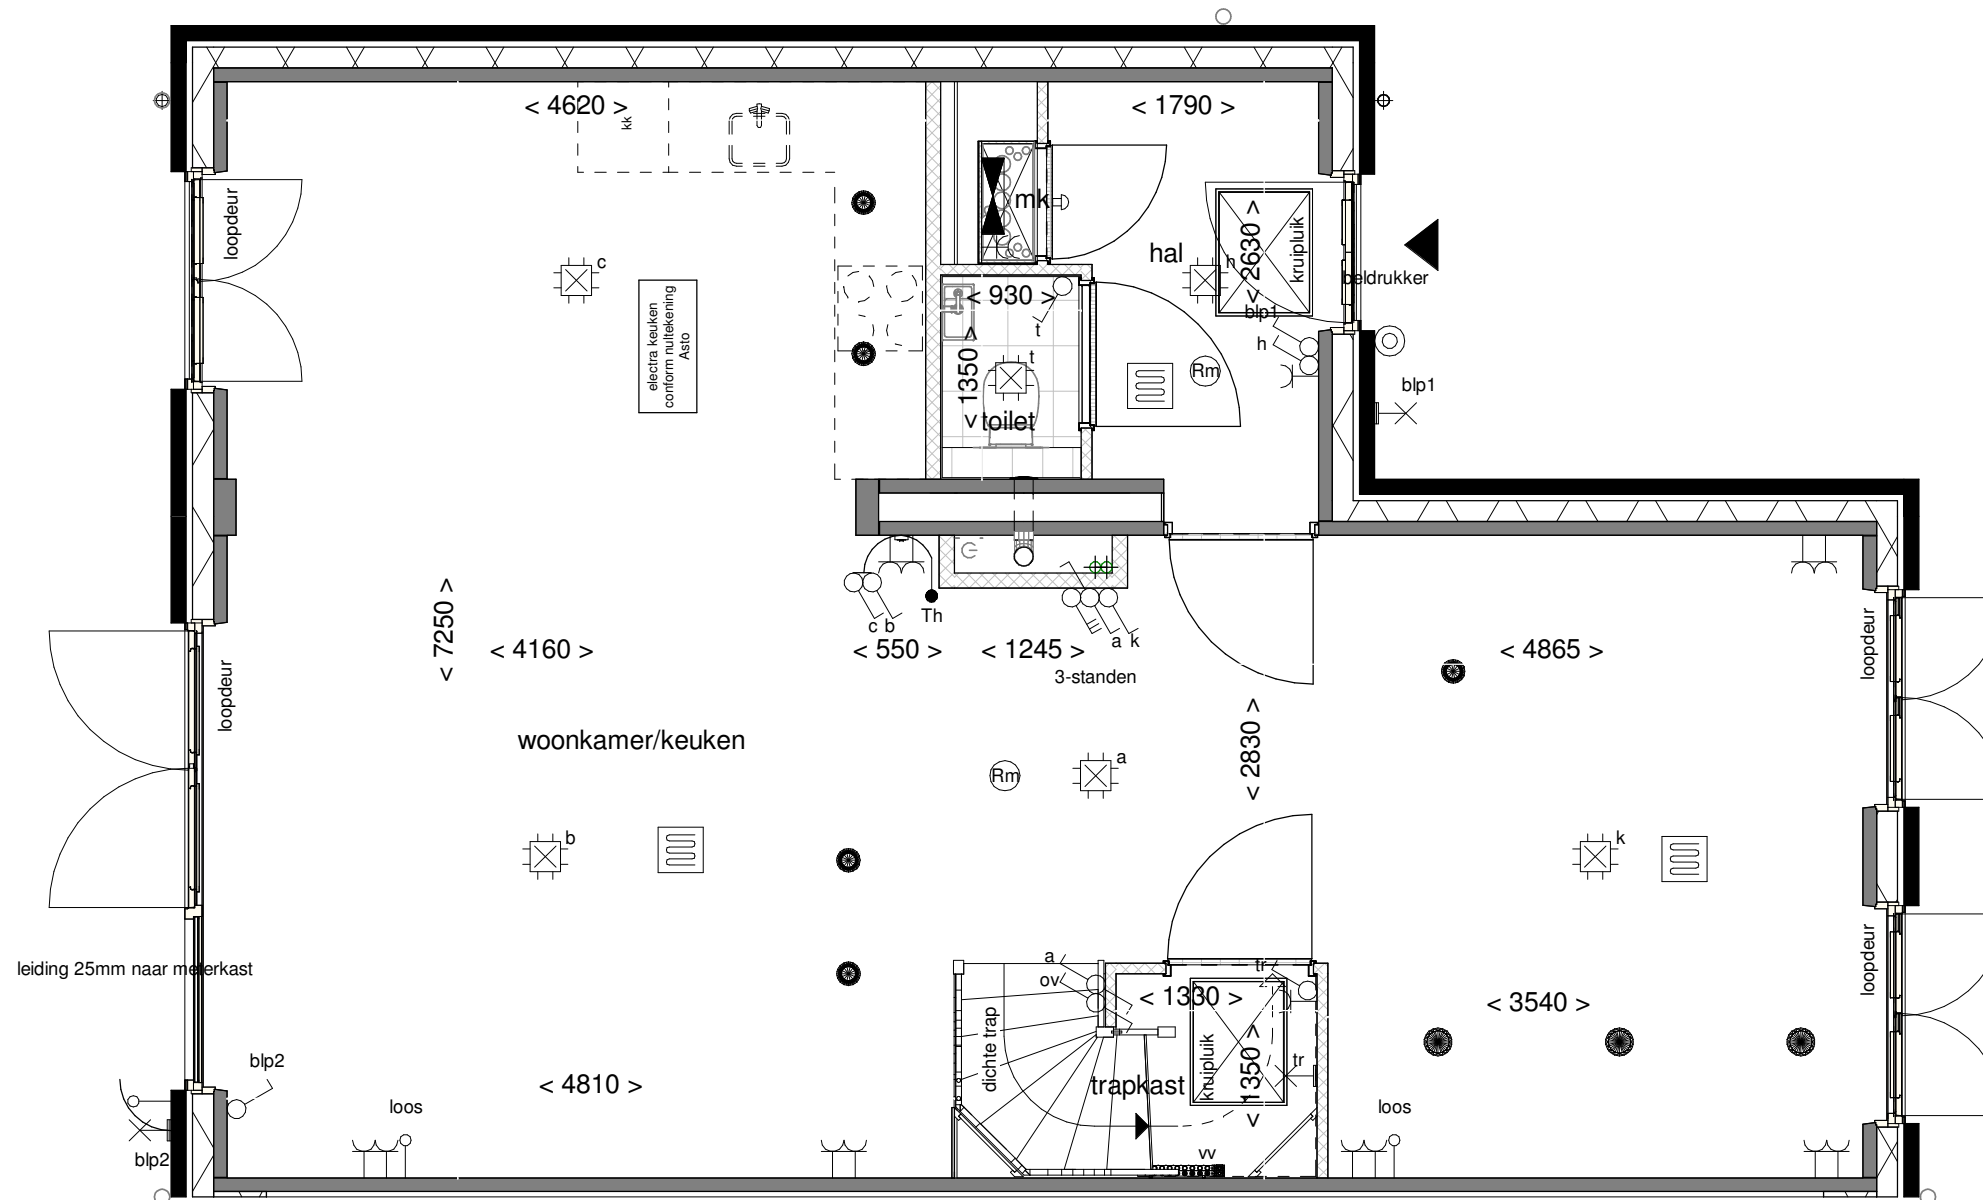 < 4620 >
kk
< 1790 >
loopdeur
mk
hal
< 2630 >
kruipluik
h
beldrukker
c
electra keuken
conform nultekening
Asto
< 930 >
t
t
< 1350 >
toilet
blp1
h
Rm
blp1
c b
Th
a k
3-standen
< 7250 >
< 4160 >
< 550 >
< 1245 >
< 4865 >
loopdeur
loopdeur
woonkamer/keuken
< 2830 >
Rm
a
b
k
leiding 25mm naar meterkast
a
ov
tr
< 1330 >
< 3540 >
loopdeur
dichte trap
kruipluik
< 1350 >
tr
trapkast
blp2
< 4810 >
loos
loos
blp2
vv